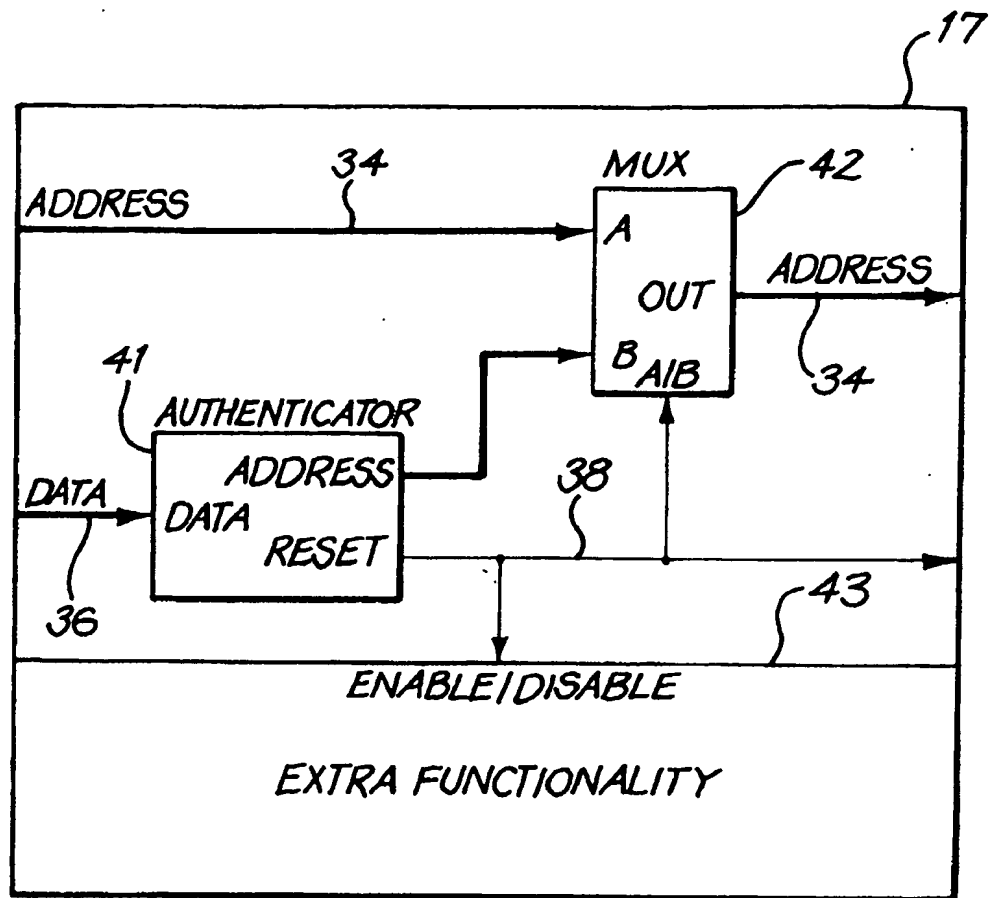 17
34
MUX
42
ADDRESS
A
ADDRESS
OUT
B
A/B
34
41
AUTHENTICATOR
ADDRESS
38
DATA
DATA
RESET
36
43
ENABLE/DISABLE
EXTRA FUNCTIONALITY